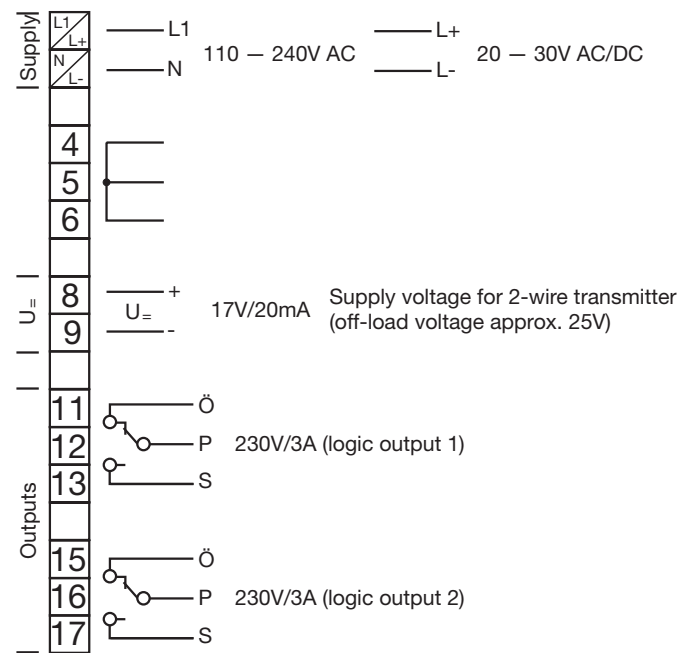 Supply
L1
L+
L1
110 — 240V AC
L+
20 — 30V AC/DC
N
L-
N
L-
4
5
6
U=
8
+
U=
17V/20mA
Supply voltage for 2-wire transmitter
9
-
(off-load voltage approx. 25V)
Outputs
11
Ö
12
P 230V/3A (logic output 1)
13
S
15
Ö
16
P 230V/3A (logic output 2)
17
S